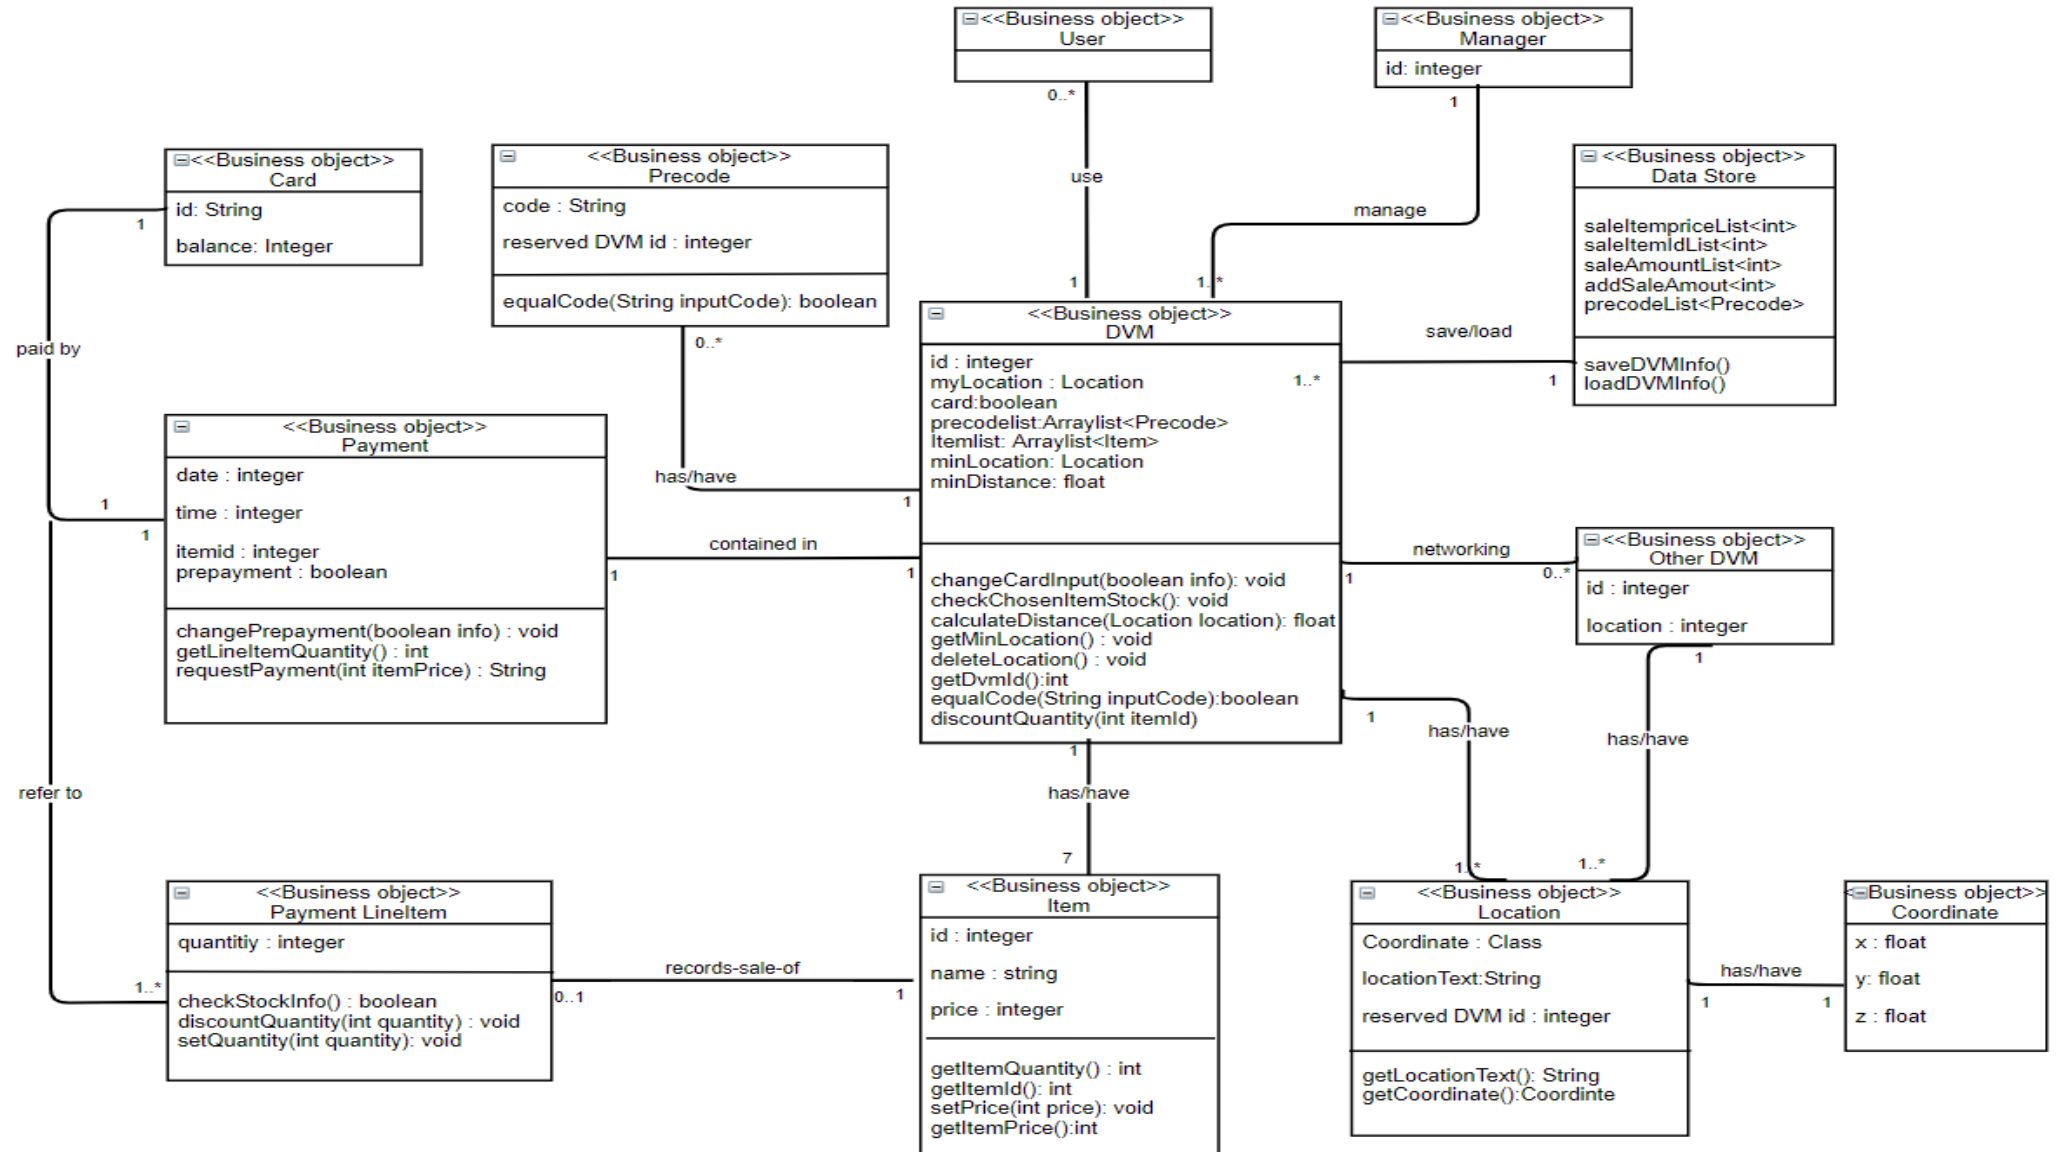 <<Business object>>
User
0..*
use
1
<<Business object>>
Manager
id: integer
1
manage
1..*
<<Business object>>
Card
id: String
balance: Integer
1
paid by
1
<<Business object>>
Precode
code : String
reserved DVM id : integer
equalCode(String inputCode): boolean
0..*
has/have
1
<<Business object>>
Data Store
saleItempriceList<int>
saleItemIdList<int>
saleAmountList<int>
addSaleAmout<int>
precodeList<Precode>
saveDVMInfo()
loadDVMInfo()
save/load
1..*
1
<<Business object>>
DVM
id : integer
myLocation : Location
card:boolean
precodelist:Arraylist<Precode>
Itemlist: Arraylist<Item>
minLocation: Location
minDistance: float
changeCardInput(boolean info): void
checkChosenItemStock(): void
calculateDistance(Location location): float
getMinLocation() : void
deleteLocation() : void
getDvmId():int
equalCode(String inputCode):boolean
discountQuantity(int itemId)
<<Business object>>
Payment
date : integer
time : integer
itemid : integer
prepayment : boolean
changePrepayment(boolean info) : void
getLineItemQuantity() : int
requestPayment(int itemPrice) : String
contained in
1
1
networking
1
0..*
<<Business object>>
Other DVM
id : integer
location : integer
1
has/have
1..*
1
has/have
1..*
1
has/have
7
1
refer to
1..*
<<Business object>>
Payment LineItem
quantitiy : integer
checkStockInfo() : boolean
discountQuantity(int quantity) : void
setQuantity(int quantity): void
records-sale-of
0..1
1
<<Business object>>
Item
id : integer
name : string
price : integer
getItemQuantity() : int
getItemId(): int
setPrice(int price): void
getItemPrice():int
<<Business object>>
Location
Coordinate : Class
locationText:String
reserved DVM id : integer
getLocationText(): String
getCoordinate():Coordinte
has/have
1
1
<Business object>>
Coordinate
x : float
y: float
z : float